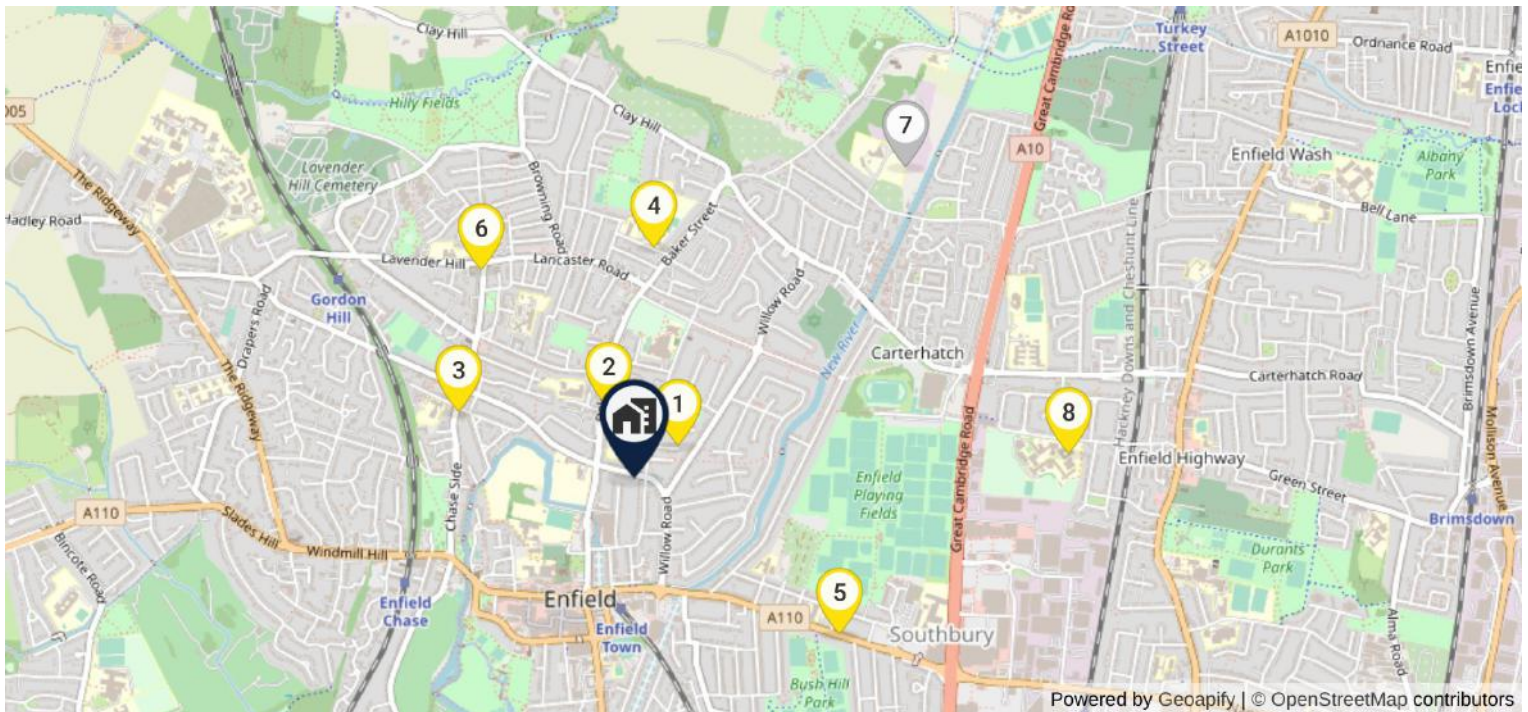 Clay Hill
Turkey
Street
A1010
Ordnance Road
Enfie
Enfie
Lock
Great Cambridge Ro
Hilly Fields
005
Clay Hill
7
A10
Enfield Wash
Albany
Park
Lavender
Hill Cemetery
The Ridgeway
Browning Road
4
Baker Street
Bell Lane
Hadley Road
6
Lavender Hill
Lancaster Road
Gordon
Hill
Willow Road
Hackney Downs and Cheshunt Line
Drapers Road
New River
Carterhatch
Carterhatch Road
Brimsdown Avenue
3
2
1
8
The Ridgeway
Mollison Avenue
Great Cambridge Road
Enfield
Playing
Fields
Enfield Highway
Green Street
Chase Side
Brimsdown
A110
Slades Hill
Windmill Hill
Willow Road
Durants
Park
Bincote Road
Enfield
Enfield
Chase
Enfield
Town
5
A110
Southbury
Alma Road
Bush Hill
Park
Powered by Geoapify | © OpenStreetMap contributors